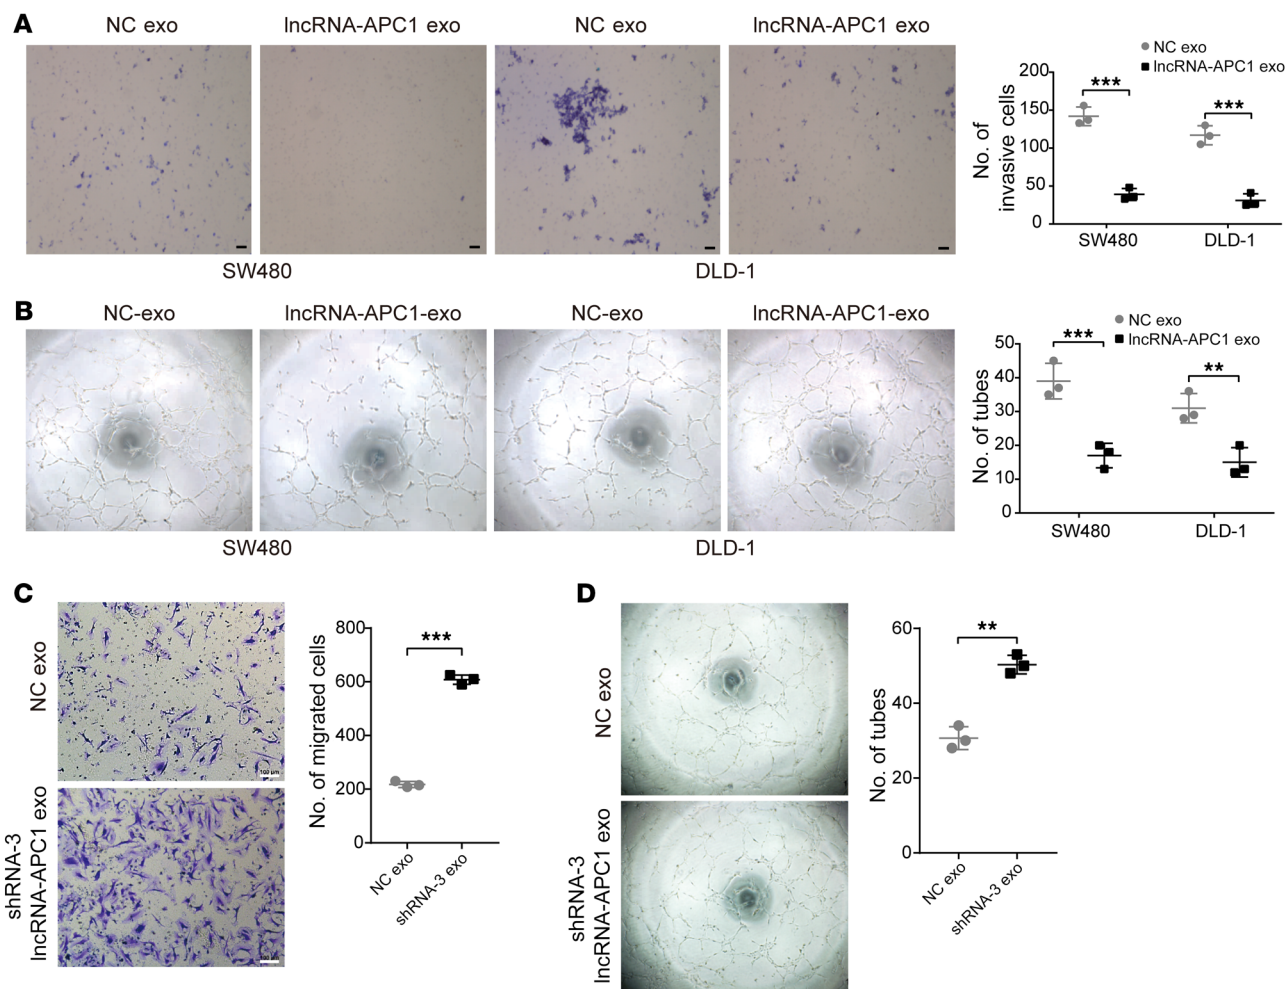 A
NC exo
lncRNA-APC1 exo
NC exo
lncRNA-APC1 exo
SW480
DLD-1
NC exo
lncRNA-APC1 exo
No. of
invasive cells
200
150
100
50
0
***
***
SW480
DLD-1
B
NC-exo
lncRNA-APC1-exo
NC-exo
lncRNA-APC1-exo
SW480
DLD-1
NC exo
lncRNA-APC1 exo
No. of tubes
50
40
30
20
10
0
***
**
SW480
DLD-1
C
NC exo
100 μm
shRNA-3
lncRNA-APC1 exo
100 μm
No. of migrated cells
800
600
400
200
0
***
NC exo
shRNA-3 exo
D
NC exo
shRNA-3
lncRNA-APC1 exo
No. of tubes
60
40
20
0
**
NC exo
shRNA-3 exo